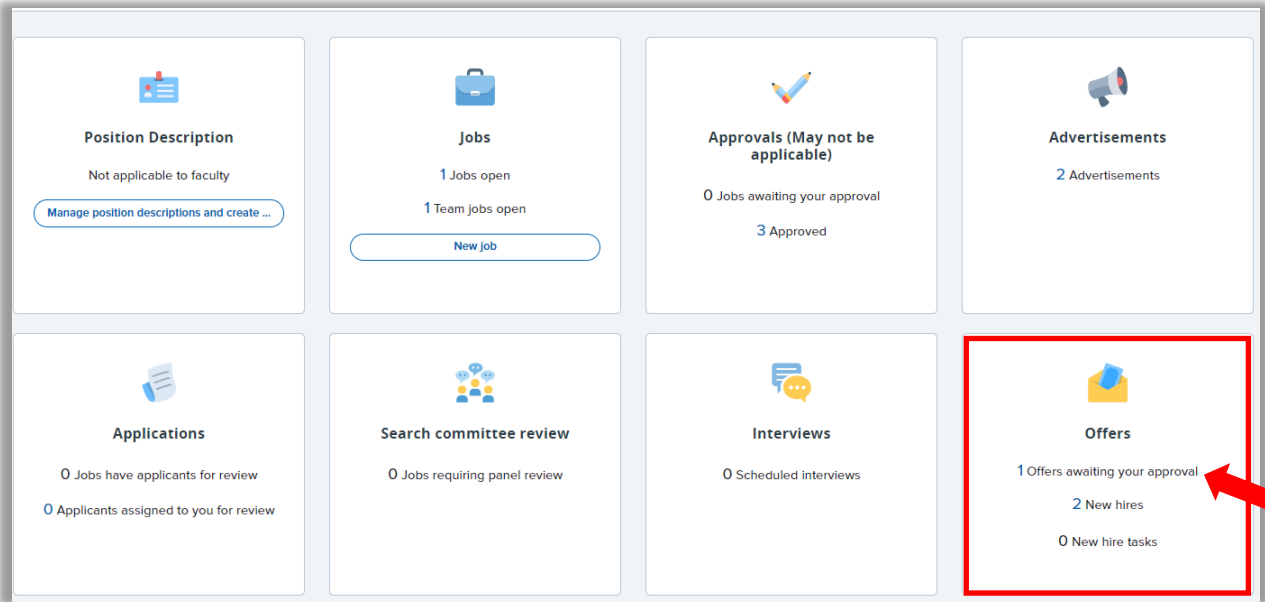 Position Description
Not applicable to faculty
Manage position descriptions and create ...
Jobs
1 Jobs open
1 Team jobs open
New job
Approvals (May not be
applicable)
0 Jobs awaiting your approval
3 Approved
Advertisements
2 Advertisements
Applications
0 Jobs have applicants for review
0 Applicants assigned to you for review
Search committee review
0 Jobs requiring panel review
Interviews
0 Scheduled interviews
Offers
1 Offers awaiting your approval
2 New hires
0 New hire tasks